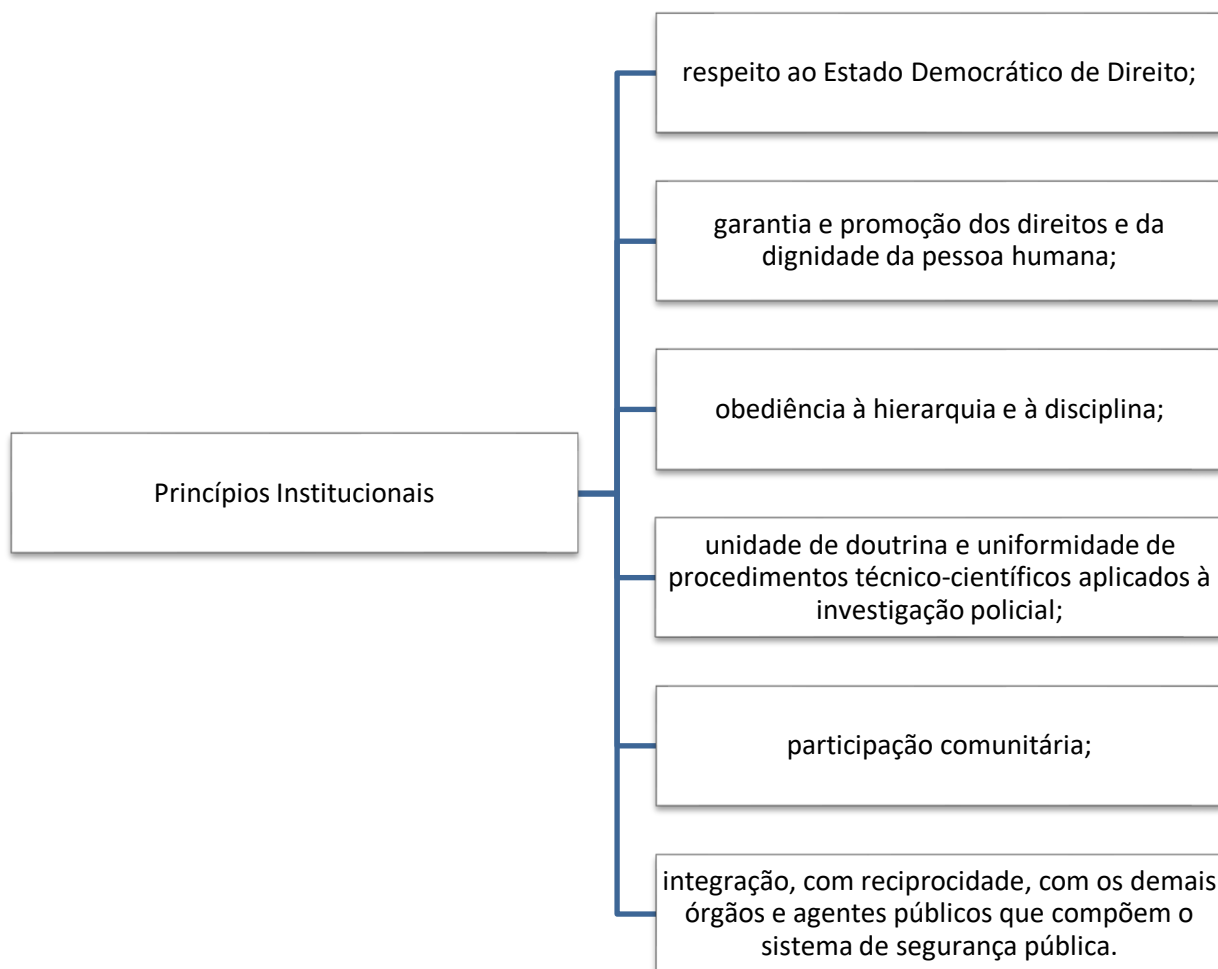 respeito ao Estado Democrático de Direito;
garantia e promoção dos direitos e da
dignidade da pessoa humana;
obediência à hierarquia e à disciplina;
Princípios Institucionais
unidade de doutrina e uniformidade de
procedimentos técnico-científicos aplicados à
investigação policial;
participação comunitária;
integração, com reciprocidade, com os demais
órgãos e agentes públicos que compõem o
sistema de segurança pública.